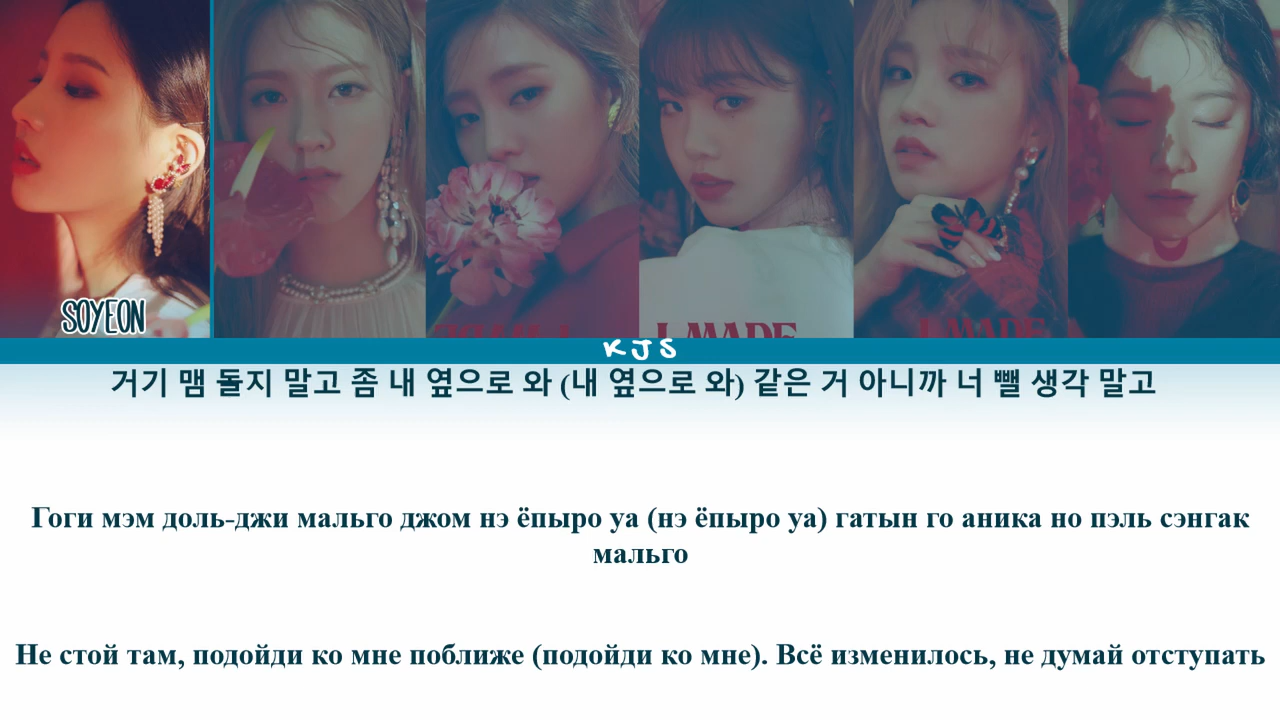 SOYEON
I MADE
I MADE
KJS
거기 맴 돌지 말고 좀 내 옆으로 와 (내 옆으로 와) 같은 거 아니까 너 뺄 생각 말고
Гоги мэм доль-джи мальго джом нэ ёпыро уа (нэ ёпыро уа) гатын го аника но пэль сэнгак
мальго
Не стой там, подойди ко мне поближе (подойди ко мне). Всё изменилось, не думай отступать